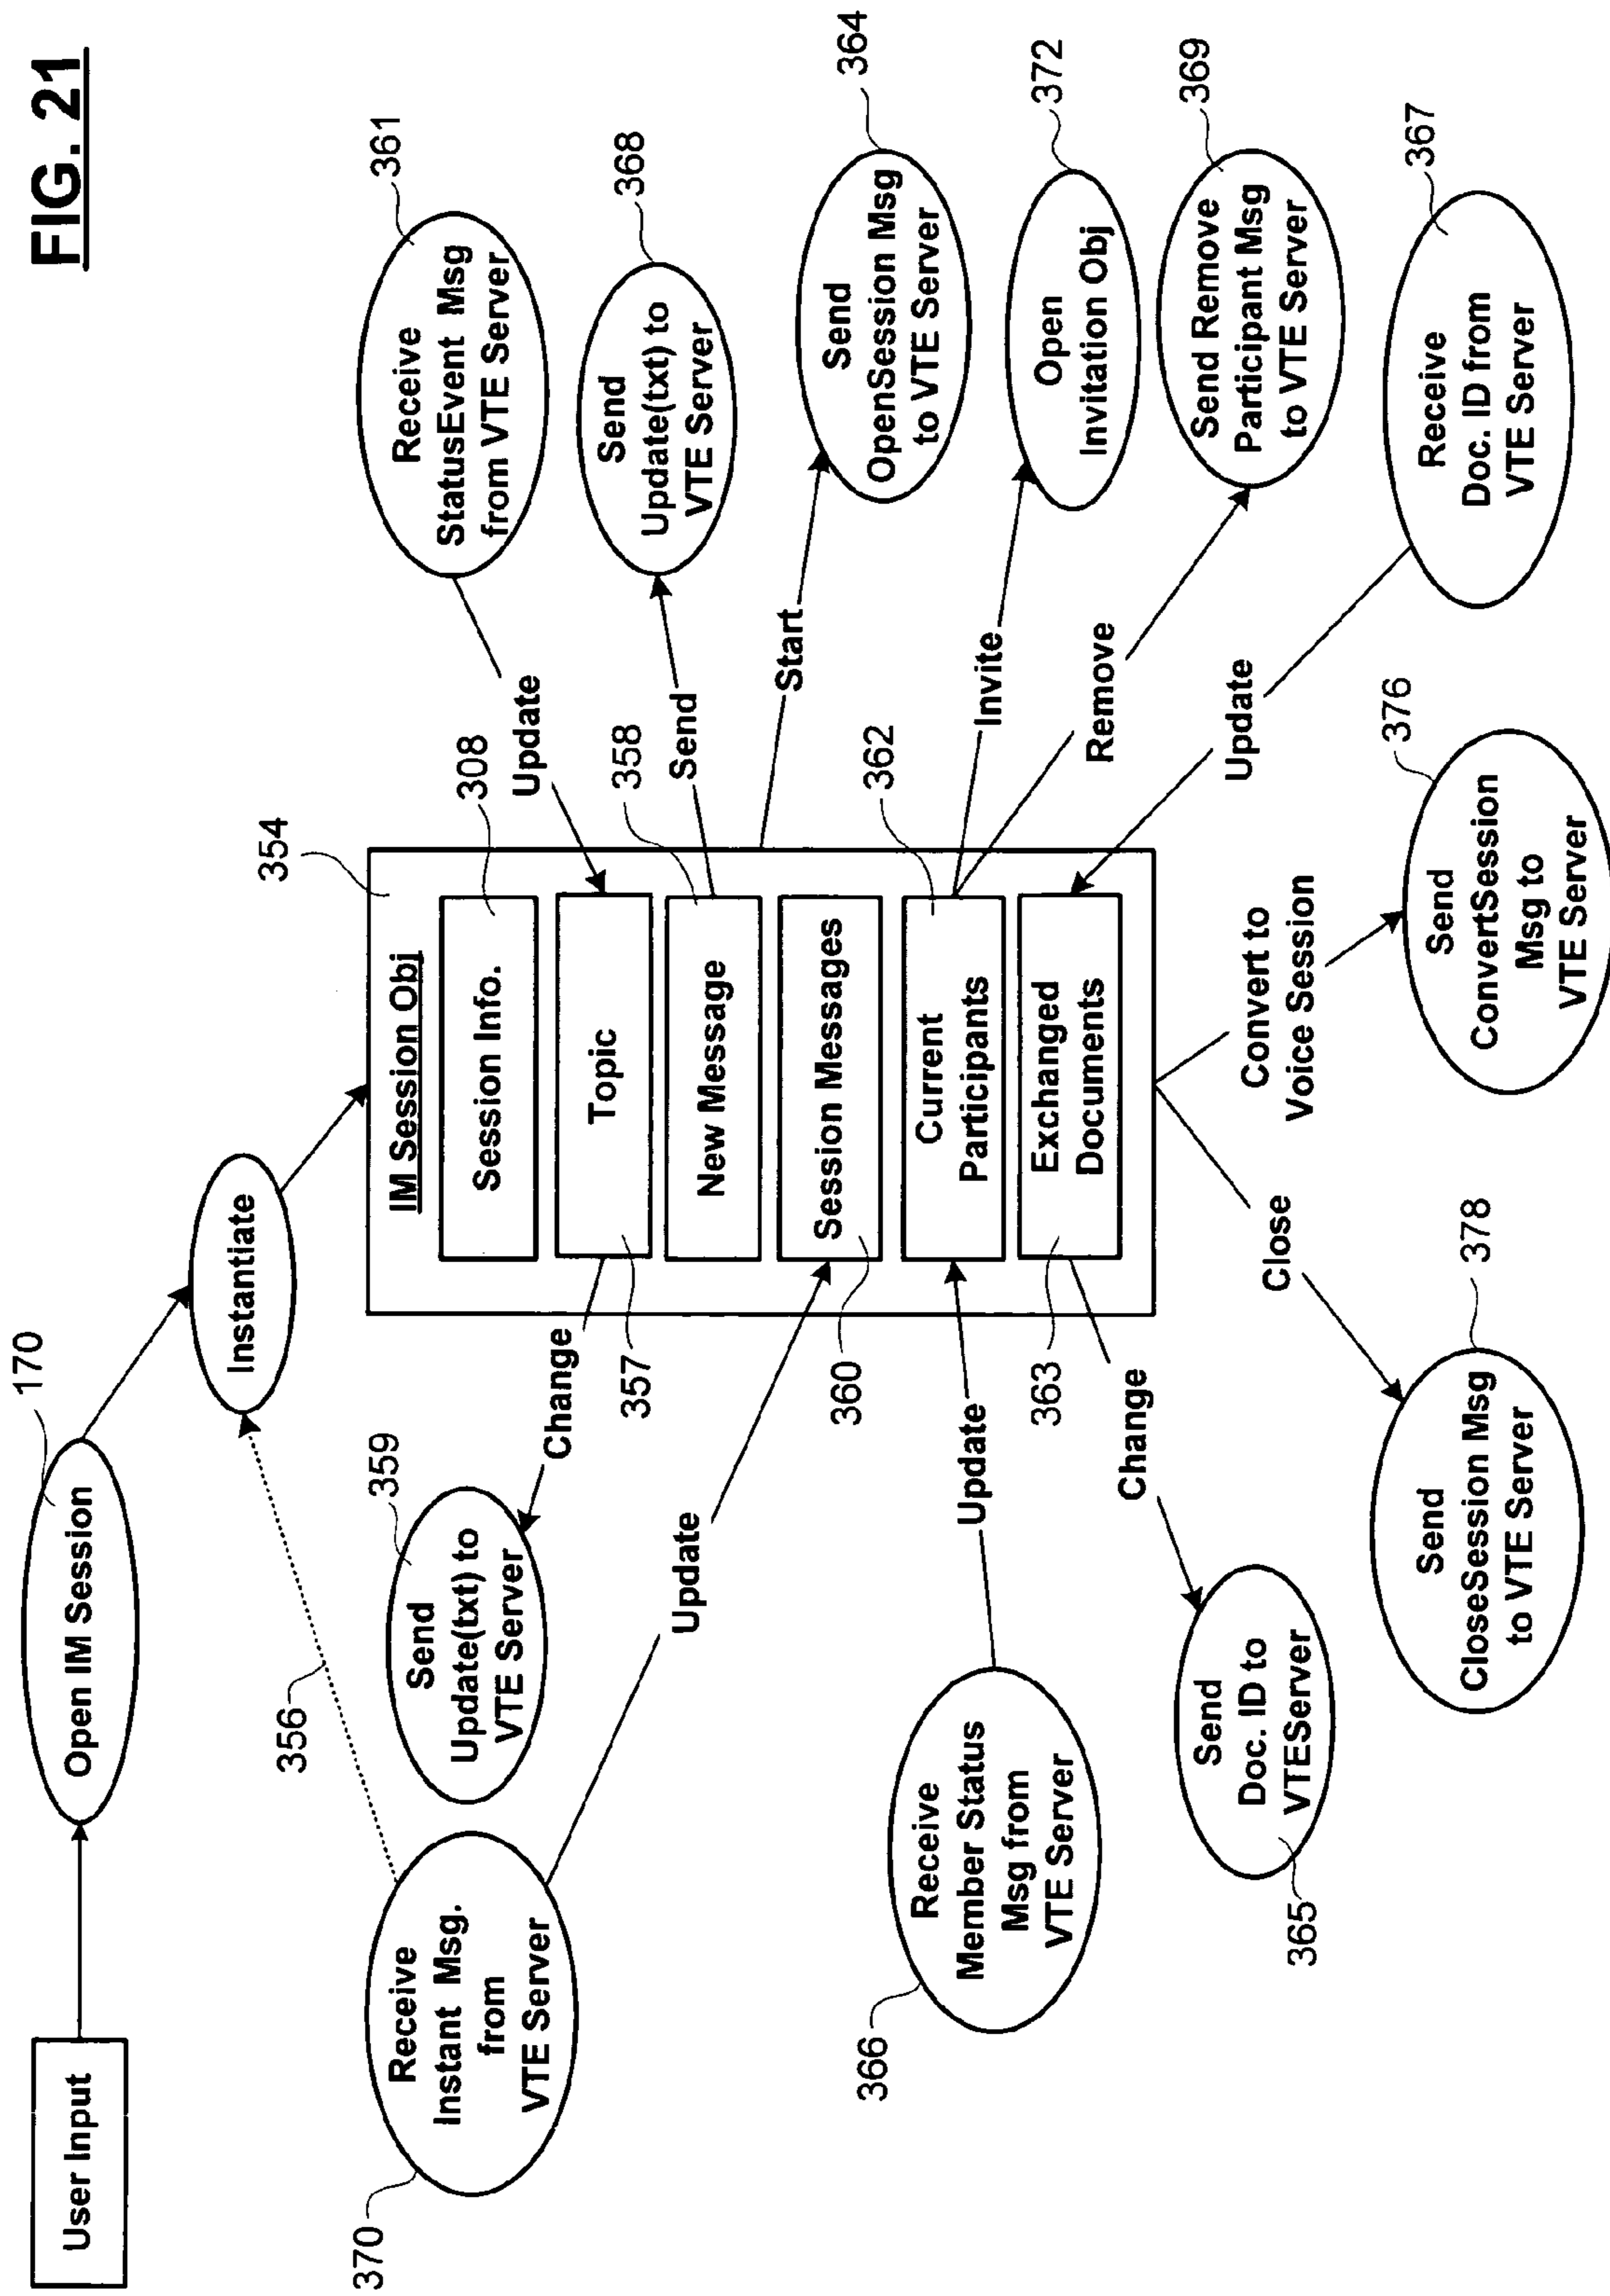 FIG. 21
User Input
Open IM Session
170
Instantiate
356
Receive
Instant Msg.
from
VTE Server
370
Send
Update(txt) to
VTE Server
359
Change
357
Update
360
Receive
Member Status
Msg from
VTE Server
366
Update
363
Change
Send
Doc. ID to
VTEServer
365
354
IM Session Obj
Session Info.
308
Topic
New Message
358
Session Messages
Current
Participants
362
Exchanged
Documents
Update
Receive
StatusEvent Msg
from VTE Server
361
Send
Send
Update(txt) to
VTE Server
368
Start
Send
OpenSession Msg
to VTE Server
364
Invite
Open
Invitation Obj
372
Remove
Send Remove
Participant Msg
to VTE Server
369
Update
Receive
Doc. ID from
VTE Server
367
Close
Send
CloseSession Msg
to VTE Server
378
Convert to
Voice Session
Send
ConvertSession
Msg to
VTE Server
376